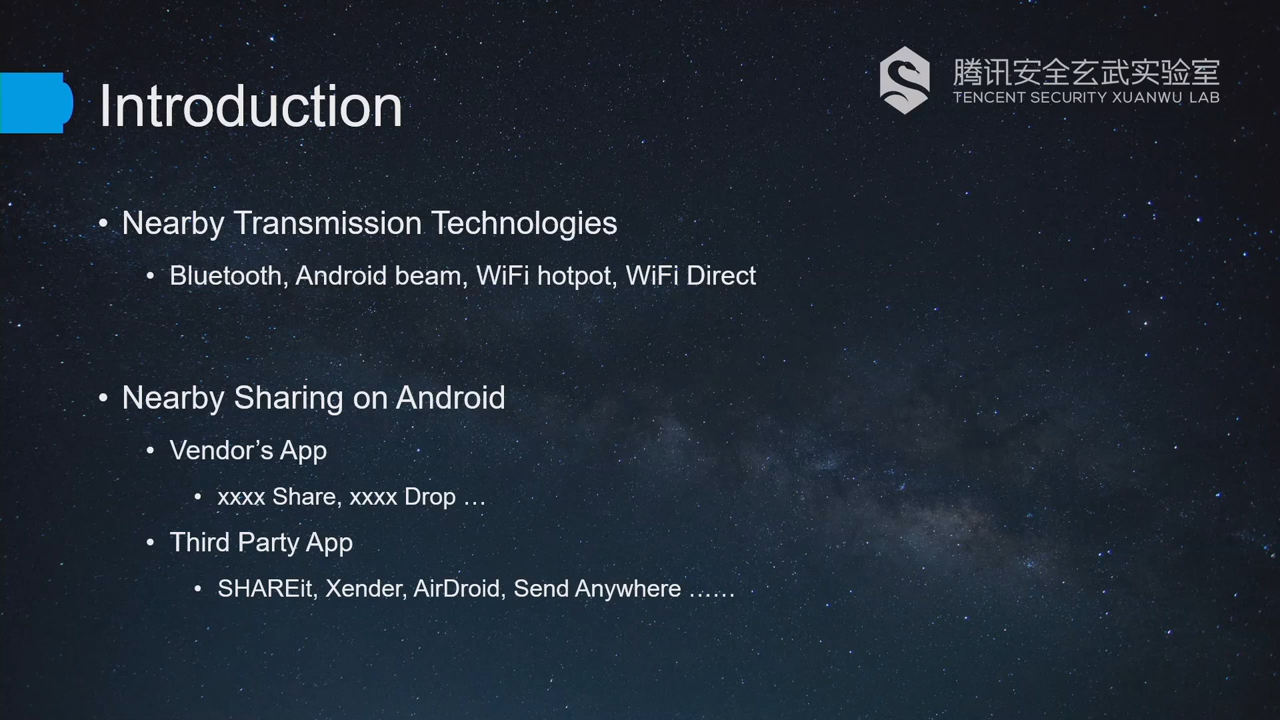 腾讯安全玄武实验室
TENCENT SECURITY XUANWU LAB
Introduction
• Nearby Transmission Technologies
• Bluetooth, Android beam, WiFi hotpot, WiFi Direct
• Nearby Sharing on Android
• Vendor’s App
• xxxx Share, xxxx Drop …
• Third Party App
• SHAREit, Xender, AirDroid, Send Anywhere ……